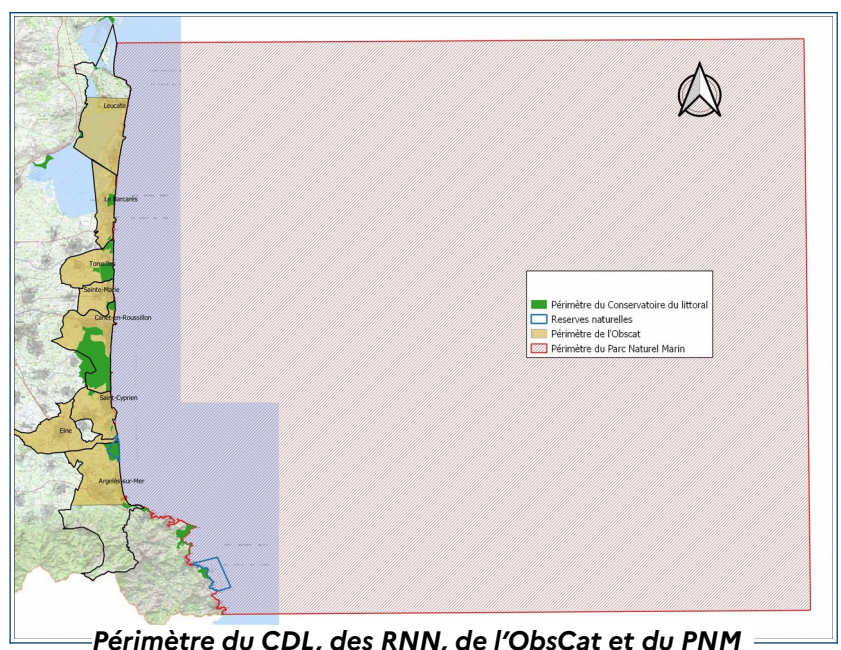 Leucate
Le Barcarès
Torreilles
Sainte-Marie
Canet-en-Roussillon
Saint-Cyprien
Elne
Argelès-sur-Mer
Périmètre du Conservatoire du littoral
Reserves naturelles
Périmètre de l'Obscat
Périmètre du Parc Naturel Marin
Périmètre du CDL, des RNN, de l'ObsCat et du PNM